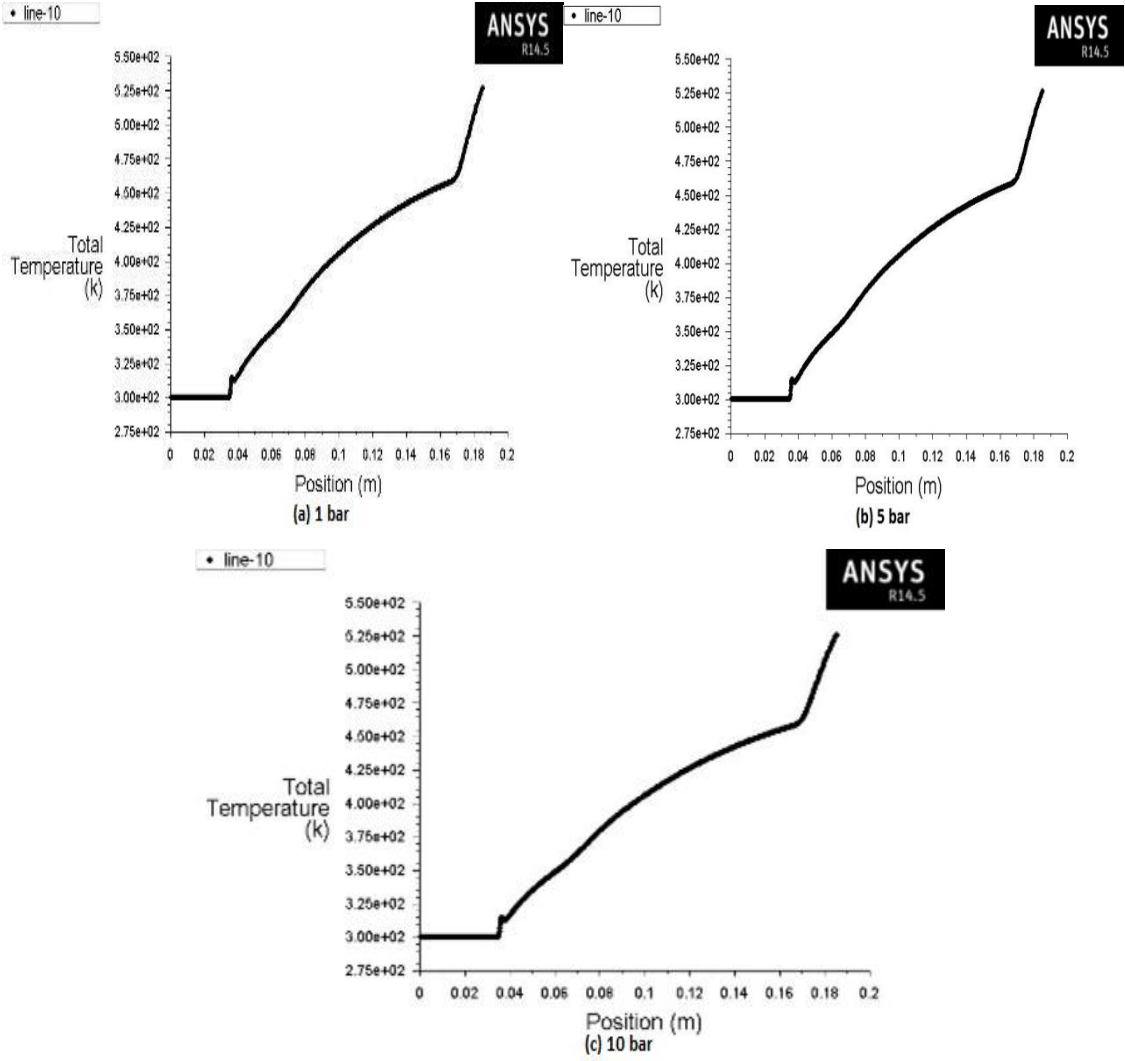 line-10
ANSYS
R14.5
5.50e+02
5.25e+02
5.00e+02
4.75e+02
4.50e+02
4.25e+02
4.00e+02
3.75e+02
3.50e+02
3.25e+02
3.00e+02
2.75e+02
Total
Temperature
(k)
0 0.02 0.04 0.06 0.08 0.1 0.12 0.14 0.16 0.18 0.2
Position (m)
(a) 1 bar
line-10
ANSYS
R14.5
5.50e+02
5.25e+02
5.00e+02
4.75e+02
4.50e+02
4.25e+02
4.00e+02
3.75e+02
3.50e+02
3.25e+02
3.00e+02
2.75e+02
Total
Temperature
(k)
0 0.02 0.04 0.06 0.08 0.10 0.12 0.14 0.16 0.18 0.2
Position (m)
(b) 5 bar
line-10
ANSYS
R14.5
5.50e+02
5.25e+02
5.00e+02
4.75e+02
4.50e+02
4.25e+02
4.00e+02
3.75e+02
3.50e+02
3.25e+02
3.00e+02
2.75e+02
Total
Temperature
(k)
0 0.02 0.04 0.06 0.08 0.1 0.12 0.14 0.16 0.18 0.2
Position (m)
(c) 10 bar